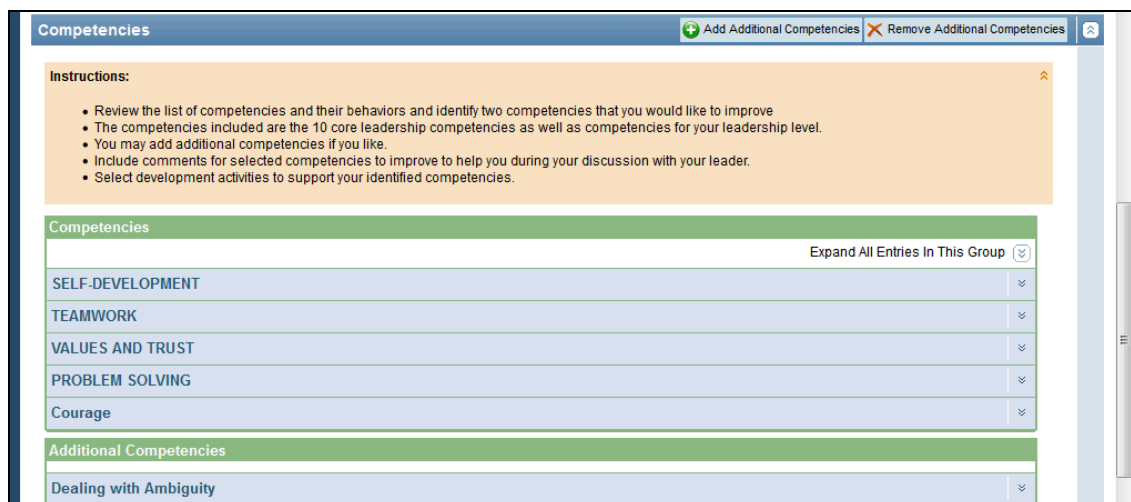 Competencies
Add Additional Competencies Remove Additional Competencies
Instructions:
• Review the list of competencies and their behaviors and identify two competencies that you would like to improve
• The competencies included are the 10 core leadership competencies as well as competencies for your leadership level.
• You may add additional competencies if you like.
• Include comments for selected competencies to improve to help you during your discussion with your leader.
• Select development activities to support your identified competencies.
Competencies
Expand All Entries In This Group
SELF-DEVELOPMENT
TEAMWORK
VALUES AND TRUST
PROBLEM SOLVING
Courage
Additional Competencies
Dealing with Ambiguity